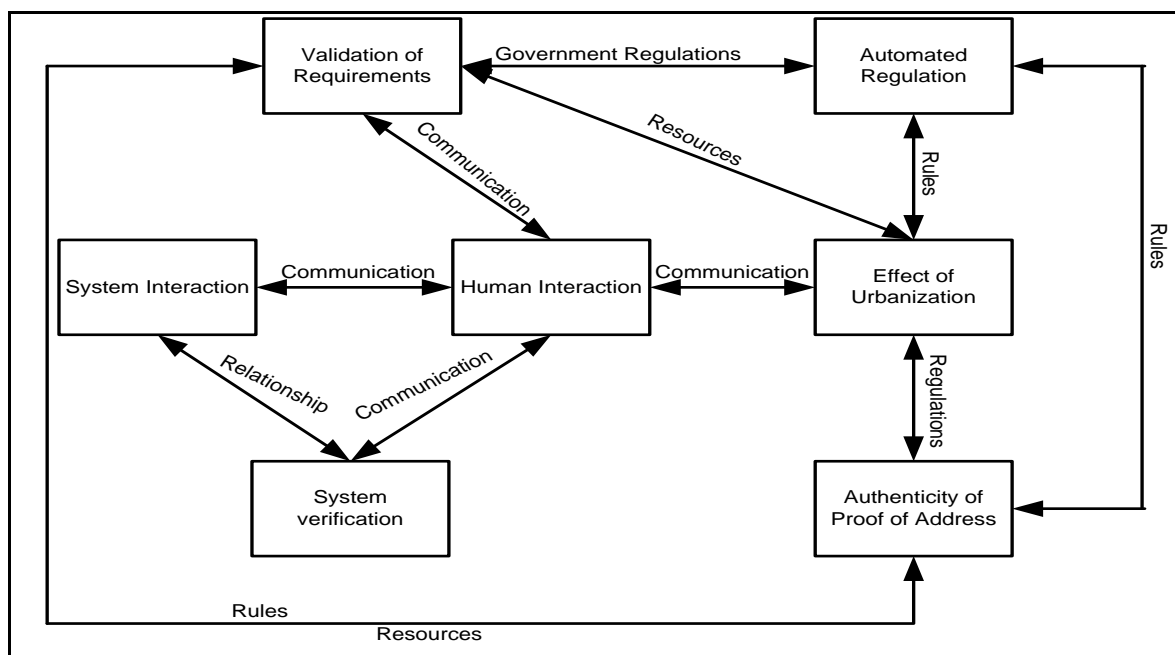 Validation of
Requirements
Government Regulations
Automated
Regulation
Communication
Resources
Rules
Rules
System Interaction
Communication
Human Interaction
Communication
Effect of
Urbanization
Relationship
Communication
Regulations
System
verification
Authenticity of
Proof of Address
Rules
Resources